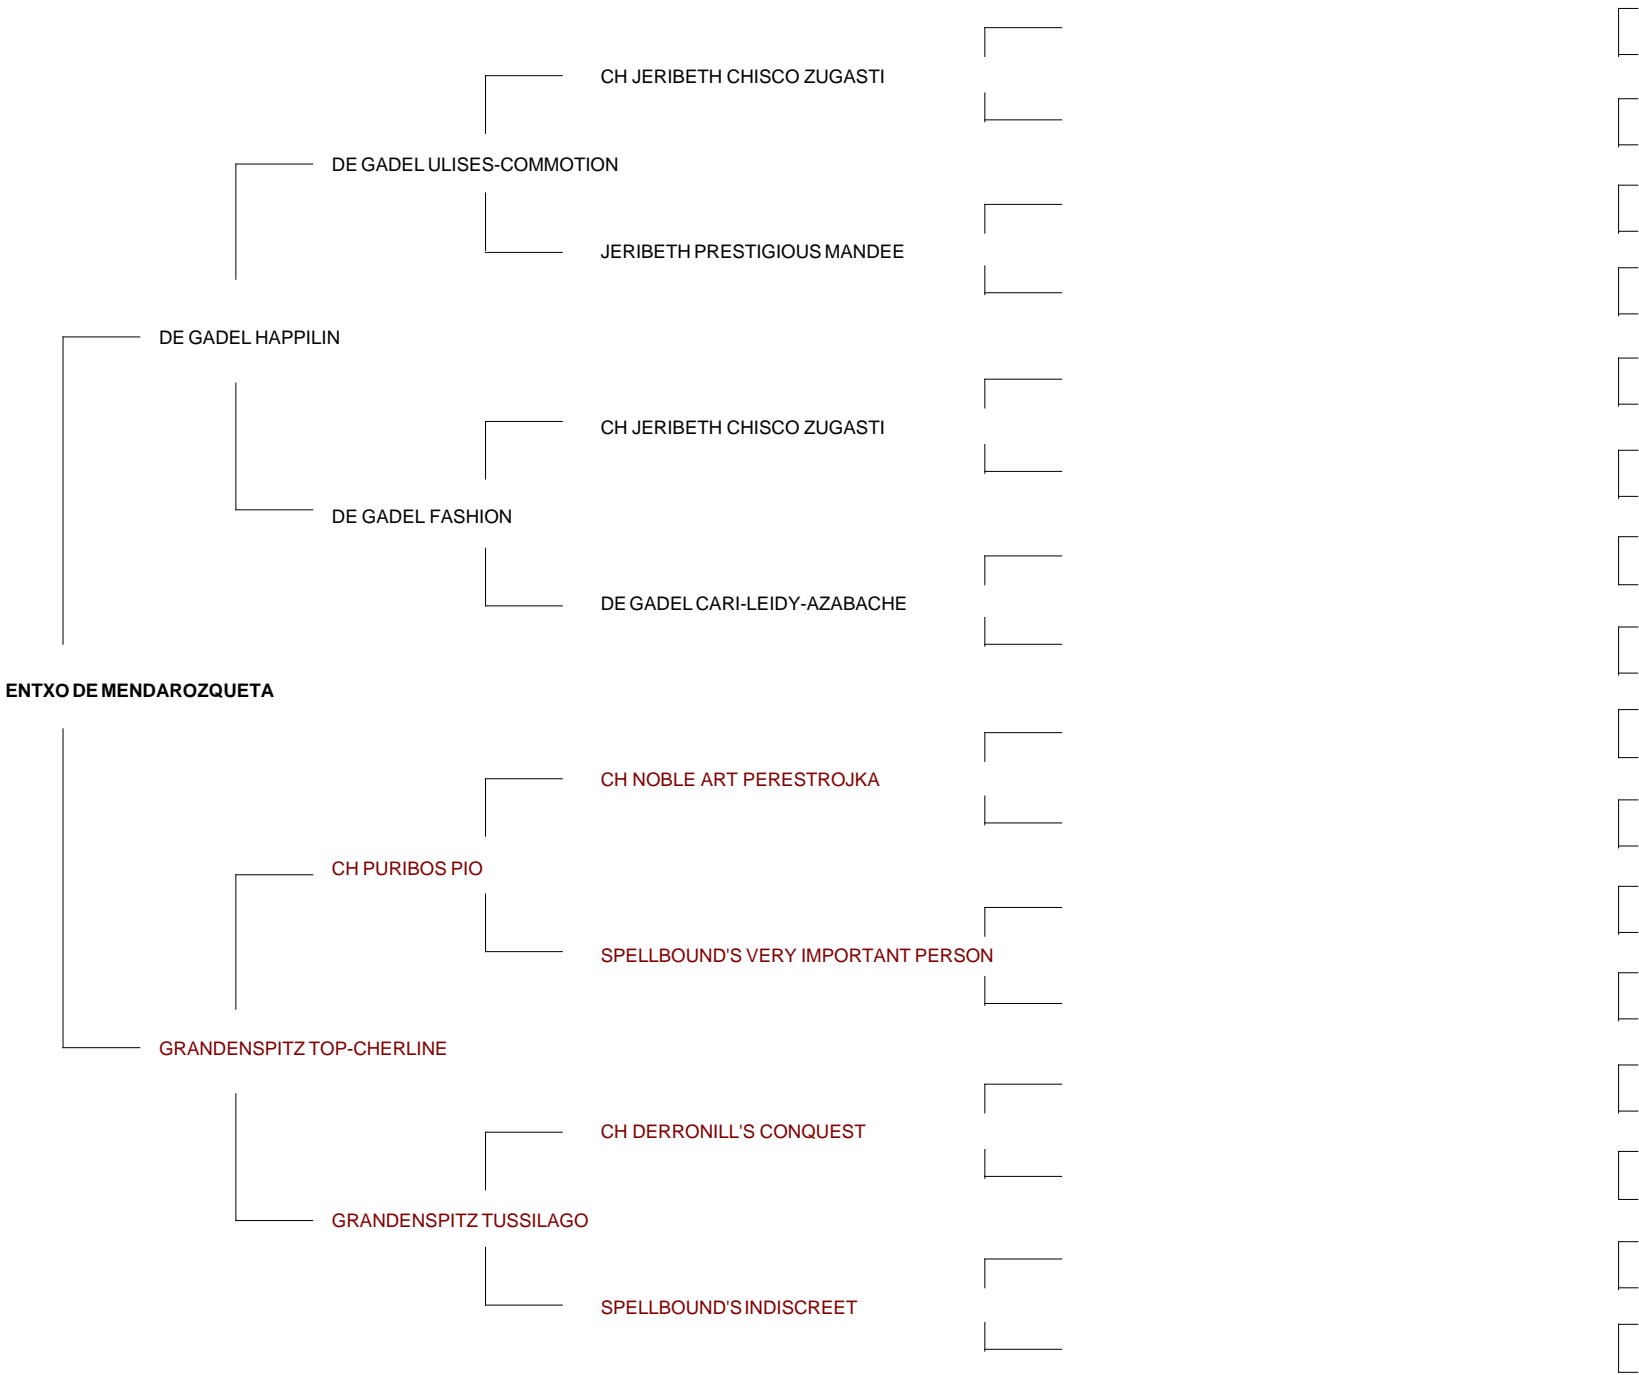 CH JERIBETH CHISCO ZUGASTI
DE GADEL ULISES-COMMOTION
JERIBETH PRESTIGIOUS MANDEE
DE GADEL HAPPILIN
CH JERIBETH CHISCO ZUGASTI
DE GADEL FASHION
DE GADEL CARI-LEIDY-AZABACHE
ENTXO DE MENDAROZQUETA
CH NOBLE ART PERESTROJKA
CH PURIBOS PIO
SPELLBOUND'S VERY IMPORTANT PERSON
GRANDENSPITZ TOP-CHERLINE
CH DERRONILL'S CONQUEST
GRANDENSPITZ TUSSILAGO
SPELLBOUND'S INDISCREET